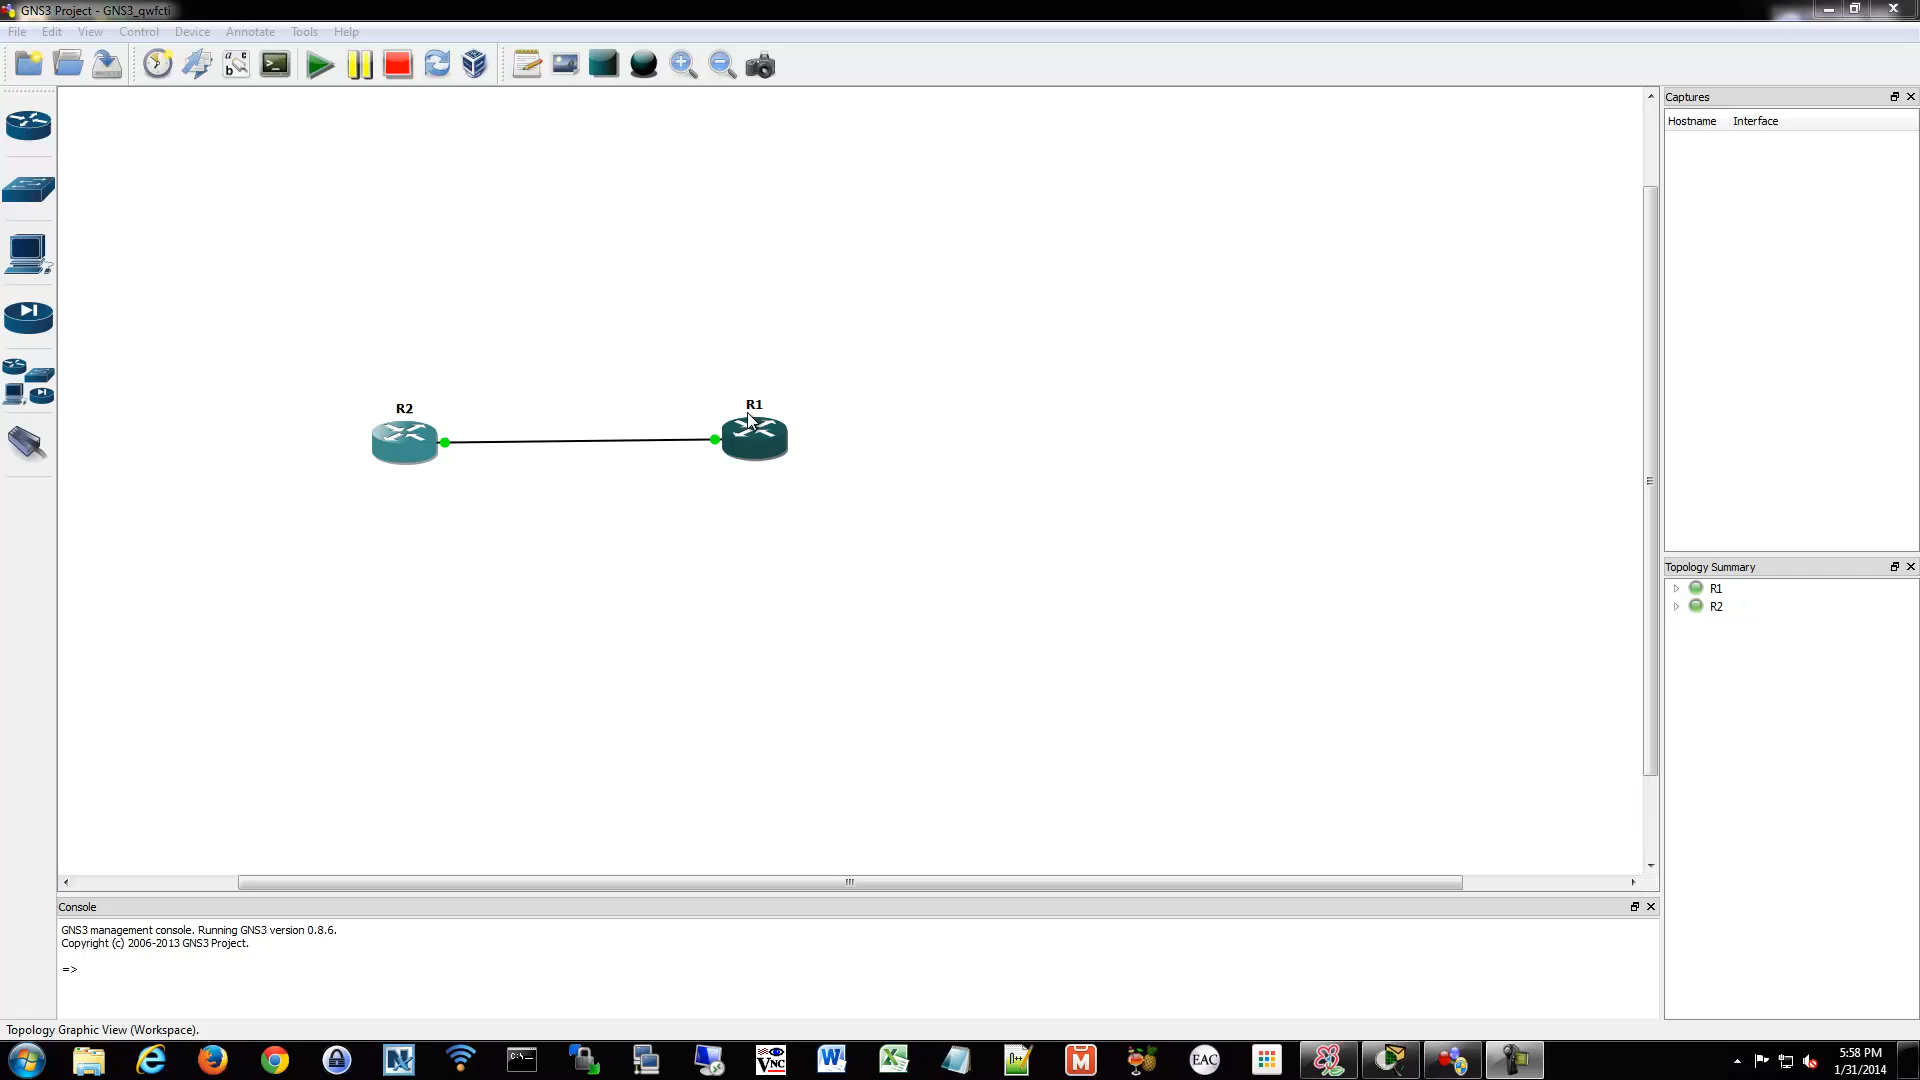 GNS3 Project - GNS3_qwfcti
File Edit View Control Device Annotate Tools Help
a c
b
Captures
Hostname Interface
R2
R1
Topology Summary
R1
R2
Console
GNS3 management console. Running GNS3 version 0.8.6.
Copyright (c) 2006-2013 GNS3 Project.
=>
Topology Graphic View (Workspace).
C:\_
VNC
W
X
M
EAC
5:58 PM
1/31/2014